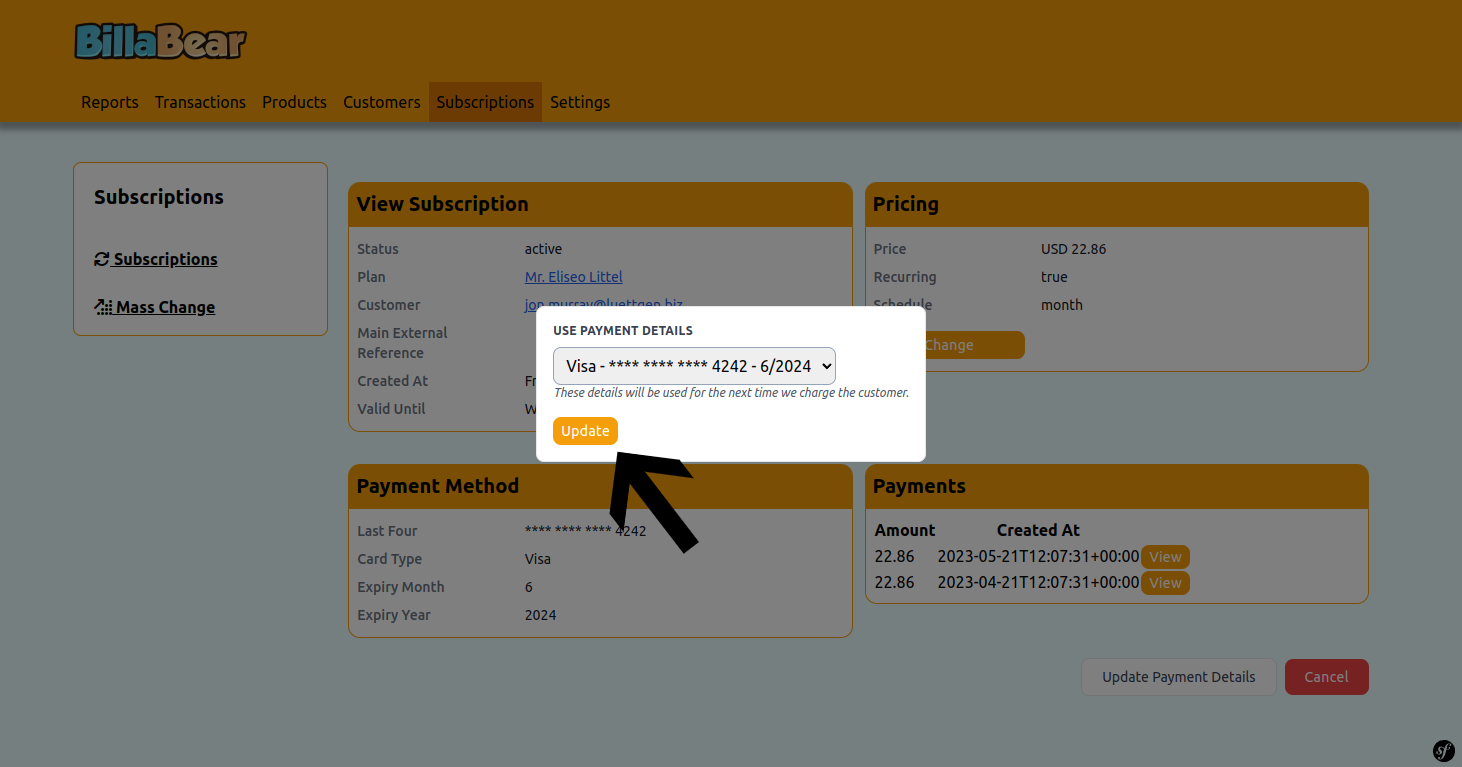 BillaBear
Reports Transactions Products Customers Subscriptions Settings
Subscriptions
Subscriptions
Mass Change
View Subscription
Status active
Plan Mr. Eliseo Littel
Customer jon.murray@luettgen.biz
Main External
Reference
Created At Fr
Valid Until W
Pricing
Price USD 22.86
Recurring true
Schedule month
Change
USE PAYMENT DETAILS
Visa - **** **** **** 4242 - 6/2024
These details will be used for the next time we charge the customer.
Update
Payment Method
Last Four **** **** **** 4242
Card Type Visa
Expiry Month 6
Expiry Year 2024
Payments
Amount Created At
22.86 2023-05-21T12:07:31+00:00 View
22.86 2023-04-21T12:07:31+00:00 View
Update Payment Details Cancel
sf